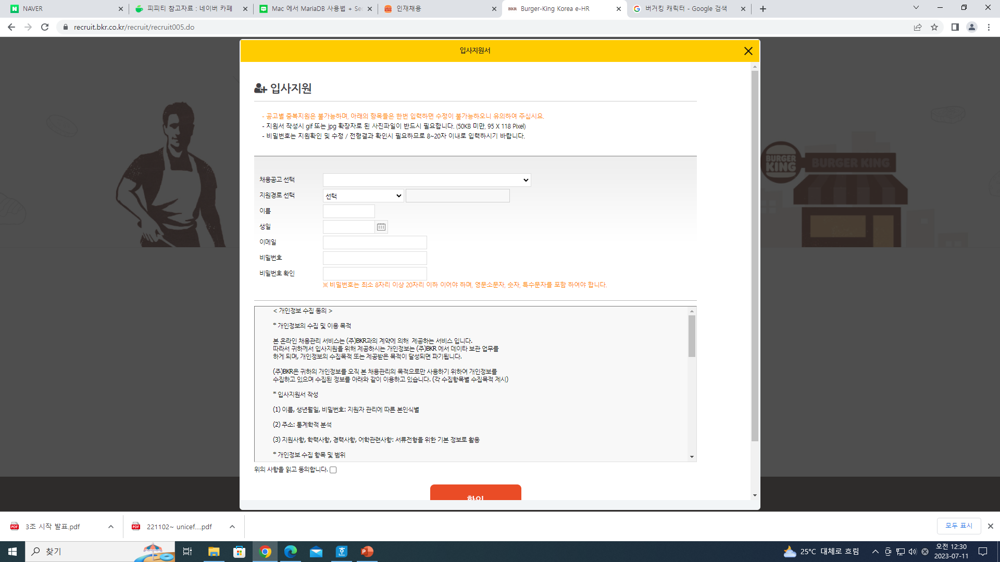 NAVER
피피티 참고자료 : 네이버 카페
Mac 에서 MariaDB 사용법 + Se
인재채용
BKR Burger-King Korea e-HR
버거킹 캐릭터 - Google 검색
recruit.bkr.co.kr/recruit/recruit005.do
입사지원서
입사지원
- 공고별 중복지원은 불가능하며, 아래의 항목들은 한번 입력하면 수정이 불가능하오니 유의하여 주십시요.
- 지원서 작성시 gif 또는 jpg 확장자로 된 사진파일이 반드시 필요합니다. (50KB 미만, 95 X 118 Pixel)
- 비밀번호는 지원확인 및 수정 / 전형결과 확인시 필요하므로 8~20자 이내로 입력하시기 바랍니다.
BURGER KING
BURGER KING
채용공고 선택
지원경로 선택 선택
이름
생일
이메일
비밀번호
비밀번호 확인
※ 비밀번호는 최소 8자리 이상 20자리 이하 이어야 하며, 영문소문자, 숫자, 특수문자를 포함 하여야 합니다.
< 개인정보 수집 동의 >
* 개인정보의 수집 및 이용 목적
본 온라인 채용관리 서비스는 (주)BKR과의 계약에 의해 제공하는 서비스 입니다.
따라서 귀하께서 입사지원을 위해 제공하시는 개인정보는 (주)BKR 에서 데이타 보관 업무를
하게 되며, 개인정보의 수집목적 또는 제공받은 목적이 달성되면 파기됩니다.
(주)BKR은 귀하의 개인정보를 오직 본 채용관리의 목적으로만 사용하기 위하여 개인정보를
수집하고 있으며 수집된 정보를 아래와 같이 이용하고 있습니다. (각 수집항목별 수집목적 제시)
* 입사지원서 작성
(1) 이름, 생년월일, 비밀번호: 지원자 관리에 따른 본인식별
(2) 주소: 통계학적 분석
(3) 지원사항, 학력사항, 경력사항, 어학관련사항: 서류전형을 위한 기본 정보로 활용
* 개인정보 수집 항목 및 범위
위의 사항을 읽고 동의합니다.
확인
3조 시작 발표.pdf
221102~ unicef....pdf
모두 표시
찾기
25°C 대체로 흐림
오전 12:30
2023-07-11